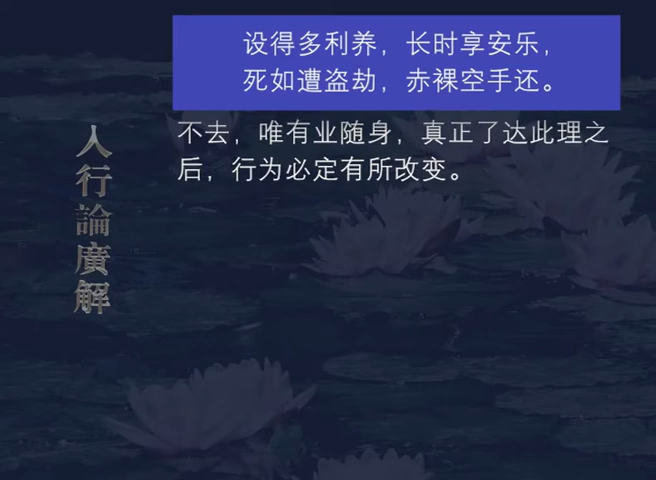 设得多利养，长时享安乐，
死如遭盗劫，赤裸空手还。
不去，唯有业随身，真正了达此理之
后，行为必定有所改变。
入行論廣解